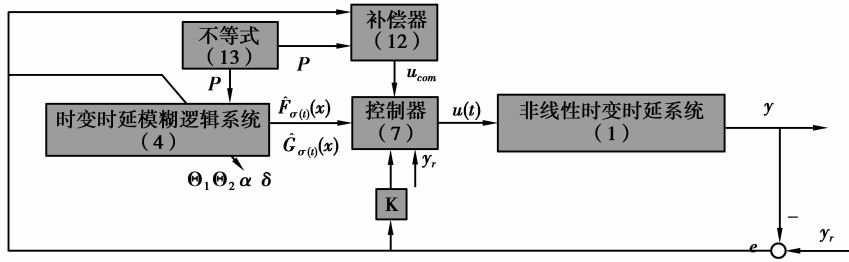 补偿器
(12)
不等式
(13)
P
P
u_com
时变时延模糊逻辑系统
(4)
F̂_σ(t)(x)
Ĝ_σ(t)(x)
控制器
(7)
u(t)
非线性时变时延系统
(1)
y
Θ₁ Θ₂ α δ
y_r
K
−
e
y_r